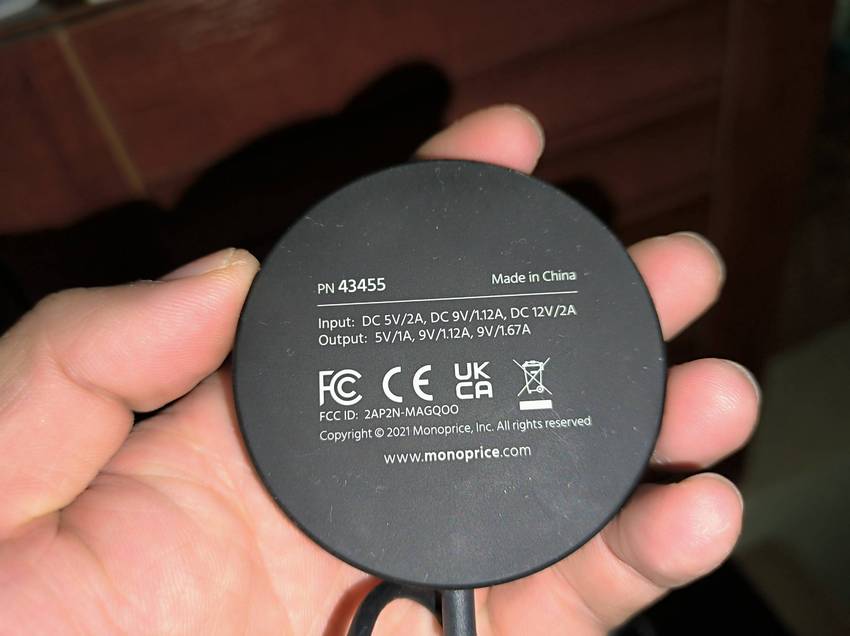 PN 43455 Made in China
Input: DC 5V/2A, DC 9V/1.12A, DC 12V/2A
Output: 5V/1A, 9V/1.12A, 9V/1.67A
FC CE UK CA
FCC ID: 2AP2N-MAGQOO
Copyright © 2021 Monoprice, Inc. All rights reserved
www.monoprice.com